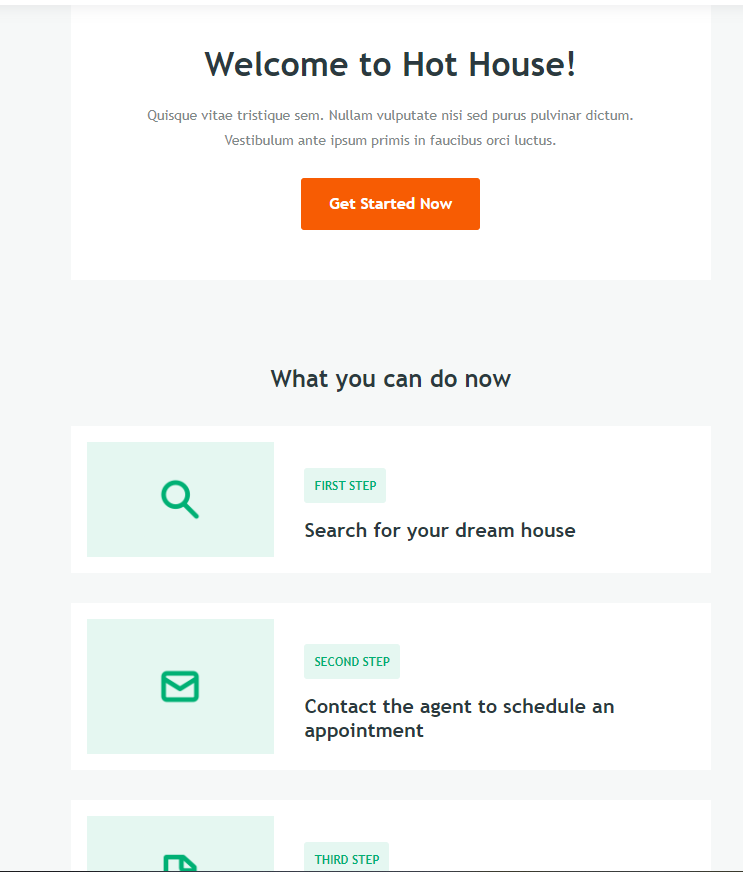 Welcome to Hot House!
Quisque vitae tristique sem. Nullam vulputate nisi sed purus pulvinar dictum.
Vestibulum ante ipsum primis in faucibus orci luctus.
Get Started Now
What you can do now
FIRST STEP
Search for your dream house
SECOND STEP
Contact the agent to schedule an
appointment
THIRD STEP